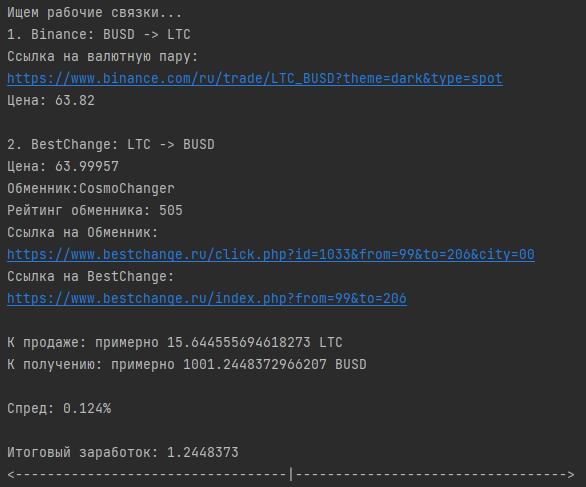 Ищем рабочие связки...
1. Binance: BUSD -> LTC
Ссылка на валютную пару:
https://www.binance.com/ru/trade/LTC_BUSD?theme=dark&type=spot
Цена: 63.82
2. BestChange: LTC -> BUSD
Цена: 63.99957
Обменник:CosmoChanger
Рейтинг обменника: 505
Ссылка на Обменник:
https://www.bestchange.ru/click.php?id=1033&from=99&to=206&city=00
Ссылка на BestChange:
https://www.bestchange.ru/index.php?from=99&to=206
К продаже: примерно 15.644555694618273 LTC
К получению: примерно 1001.2448372966207 BUSD
Спред: 0.124%
Итоговый заработок: 1.2448373
<----------------------------------|---------------------------------->